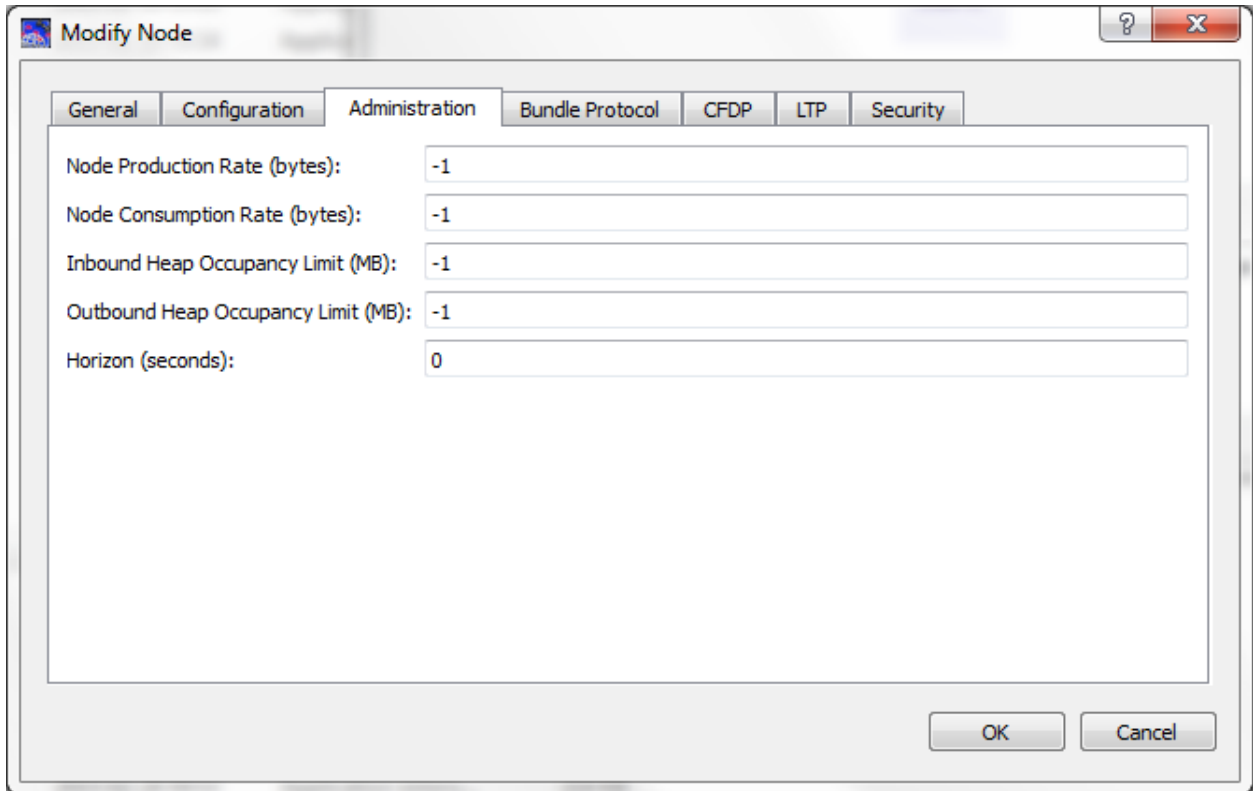 Modify Node
General Configuration Administration Bundle Protocol CFDP LTP Security
Node Production Rate (bytes): -1
Node Consumption Rate (bytes): -1
Inbound Heap Occupancy Limit (MB): -1
Outbound Heap Occupancy Limit (MB): -1
Horizon (seconds): 0
OK Cancel